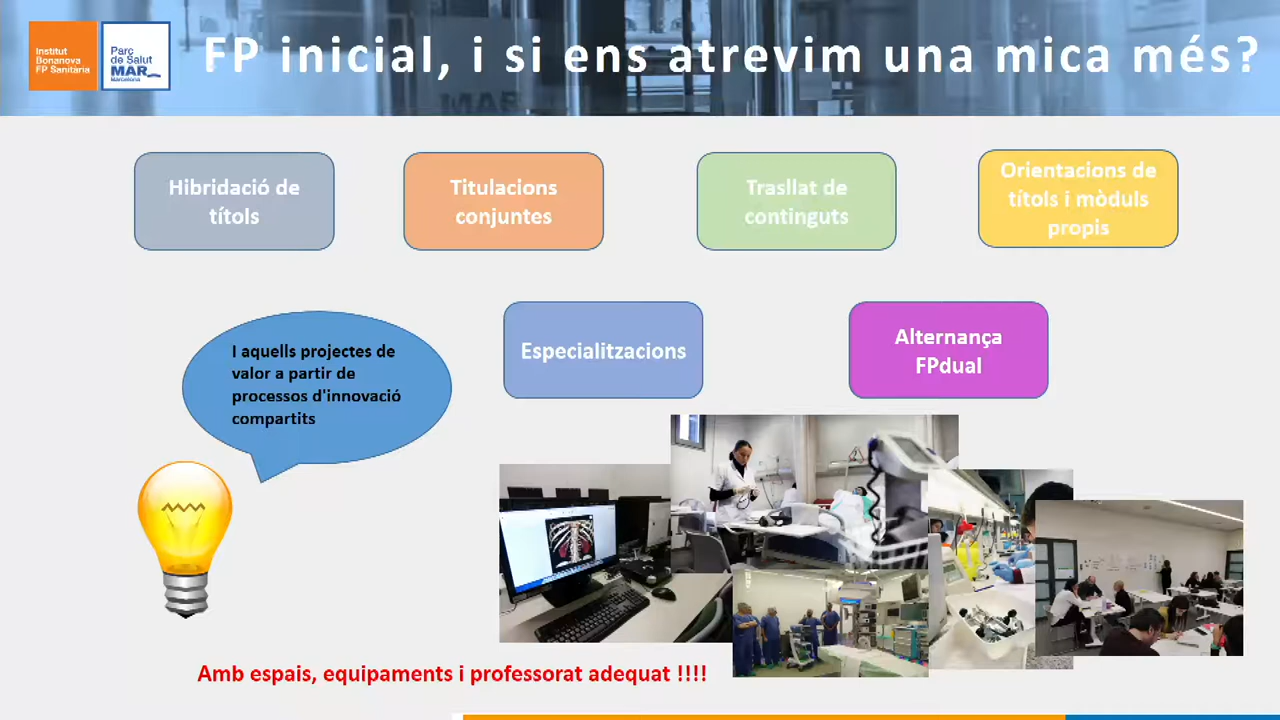 Institut
Bonanova
FP Sanitària
Parc
de Salut
MAR
Barcelona
FP inicial, i si ens atrevim una mica més?
MAR
Hibridació de
títols
Titulacions
conjuntes
Trasllat de
continguts
Orientacions de
títols i mòduls
propis
I aquells projectes de
valor a partir de
processos d'innovació
compartits
Especialitzacions
Alternança
FPdual
Amb espais, equipaments i professorat adequat !!!!